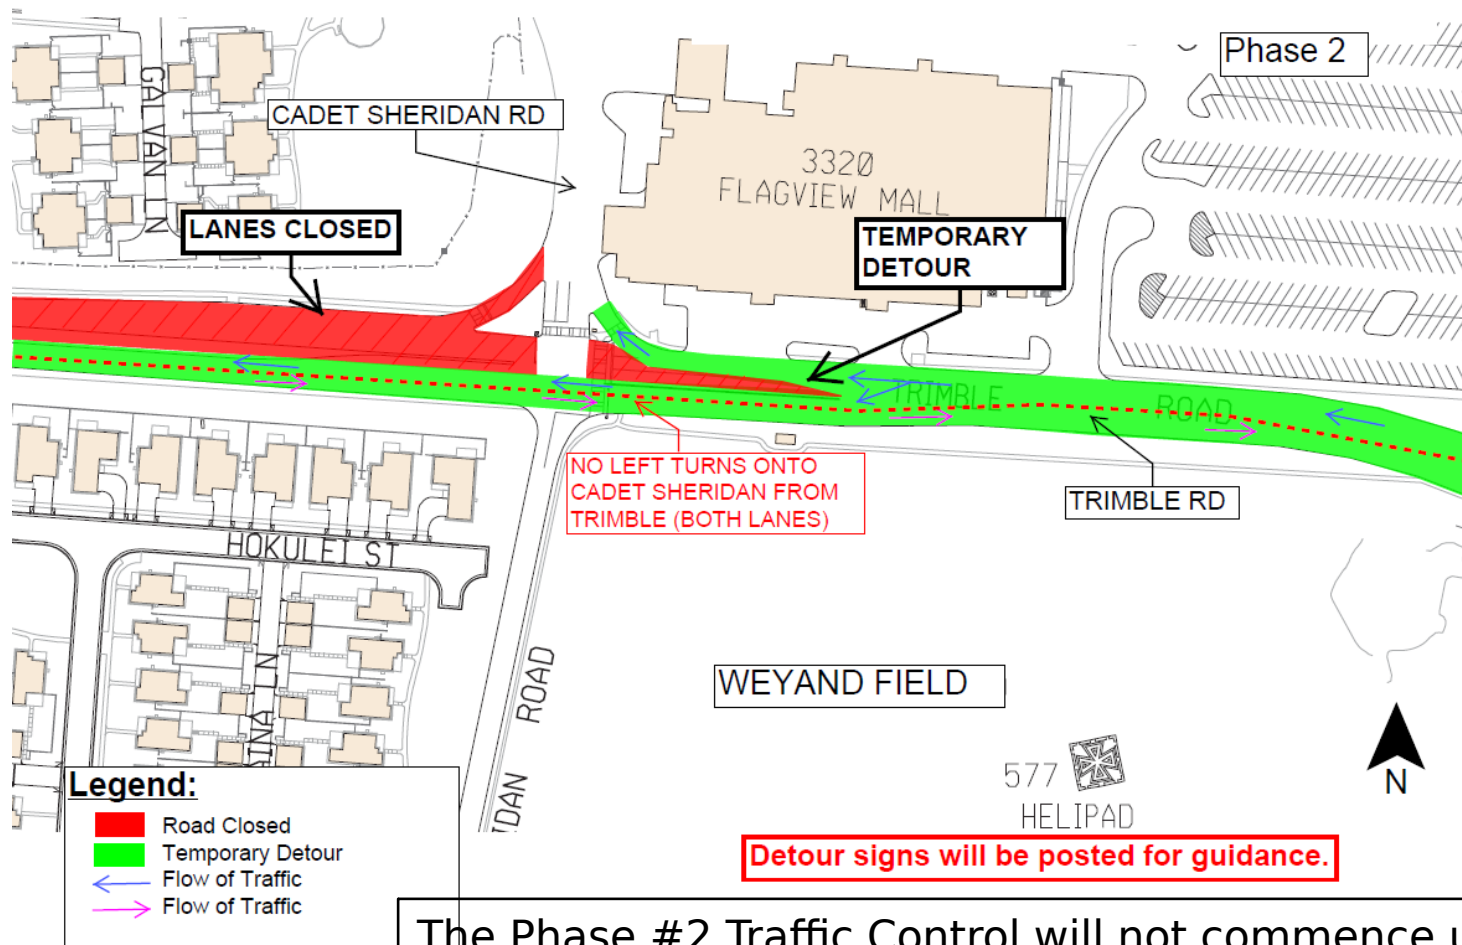 Phase 2
GALVAN LN
CADET SHERIDAN RD
3320
FLAGVIEW MALL
LANES CLOSED
TEMPORARY
DETOUR
TRIMBLE ROAD
NO LEFT TURNS ONTO
CADET SHERIDAN FROM
TRIMBLE (BOTH LANES)
TRIMBLE RD
HOKULEI ST
WEYAND FIELD
ROAD
IDAN
INA LN
577
HELIPAD
N
Legend:
Road Closed
Temporary Detour
Flow of Traffic
Flow of Traffic
Detour signs will be posted for guidance.
The Phase #2 Traffic Control will not commence u